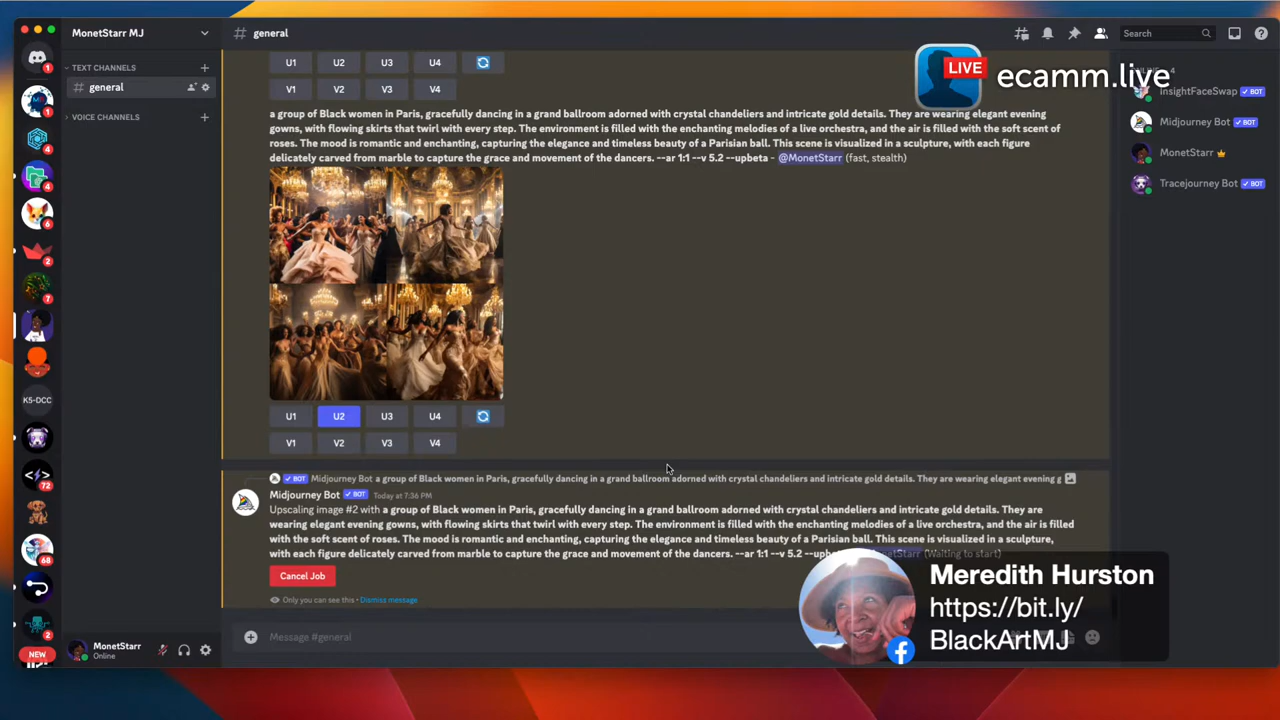 MonetStarr MJ
# general
Search
LIVE
ecamm.live
1
TEXT CHANNELS
general
VOICE CHANNELS
1
4
4
6
2
7
K5-DCC
72
68
2
NEW
MonetStarr
Online
U1 U2 U3 U4
V1 V2 V3 V4
a group of Black women in Paris, gracefully dancing in a grand ballroom adorned with crystal chandeliers and intricate gold details. They are wearing elegant evening
gowns, with flowing skirts that twirl with every step. The environment is filled with the enchanting melodies of a live orchestra, and the air is filled with the soft scent of
roses. The mood is romantic and enchanting, capturing the elegance and timeless beauty of a Parisian ball. This scene is visualized in a sculpture, with each figure
delicately carved from marble to capture the grace and movement of the dancers. --ar 1:1 --v 5.2 --upbeta - @MonetStarr (fast, stealth)
U1 U2 U3 U4
V1 V2 V3 V4
BOT Midjourney Bot a group of Black women in Paris, gracefully dancing in a grand ballroom adorned with crystal chandeliers and intricate gold details. They are wearing elegant evening g
Midjourney Bot BOT Today at 7:36 PM
Upscaling image #2 with a group of Black women in Paris, gracefully dancing in a grand ballroom adorned with crystal chandeliers and intricate gold details. They are
wearing elegant evening gowns, with flowing skirts that twirl with every step. The environment is filled with the enchanting melodies of a live orchestra, and the air is filled
with the soft scent of roses. The mood is romantic and enchanting, capturing the elegance and timeless beauty of a Parisian ball. This scene is visualized in a sculpture,
with each figure delicately carved from marble to capture the grace and movement of the dancers. --ar 1:1 --v 5.2 (Waiting to start)
Cancel Job
Only you can see this • Dismiss message
Message #general
InsightFaceSwap BOT
Midjourney Bot BOT
MonetStarr
Tracejourney Bot BOT
Meredith Hurston
https://bit.ly/
BlackArtMJ